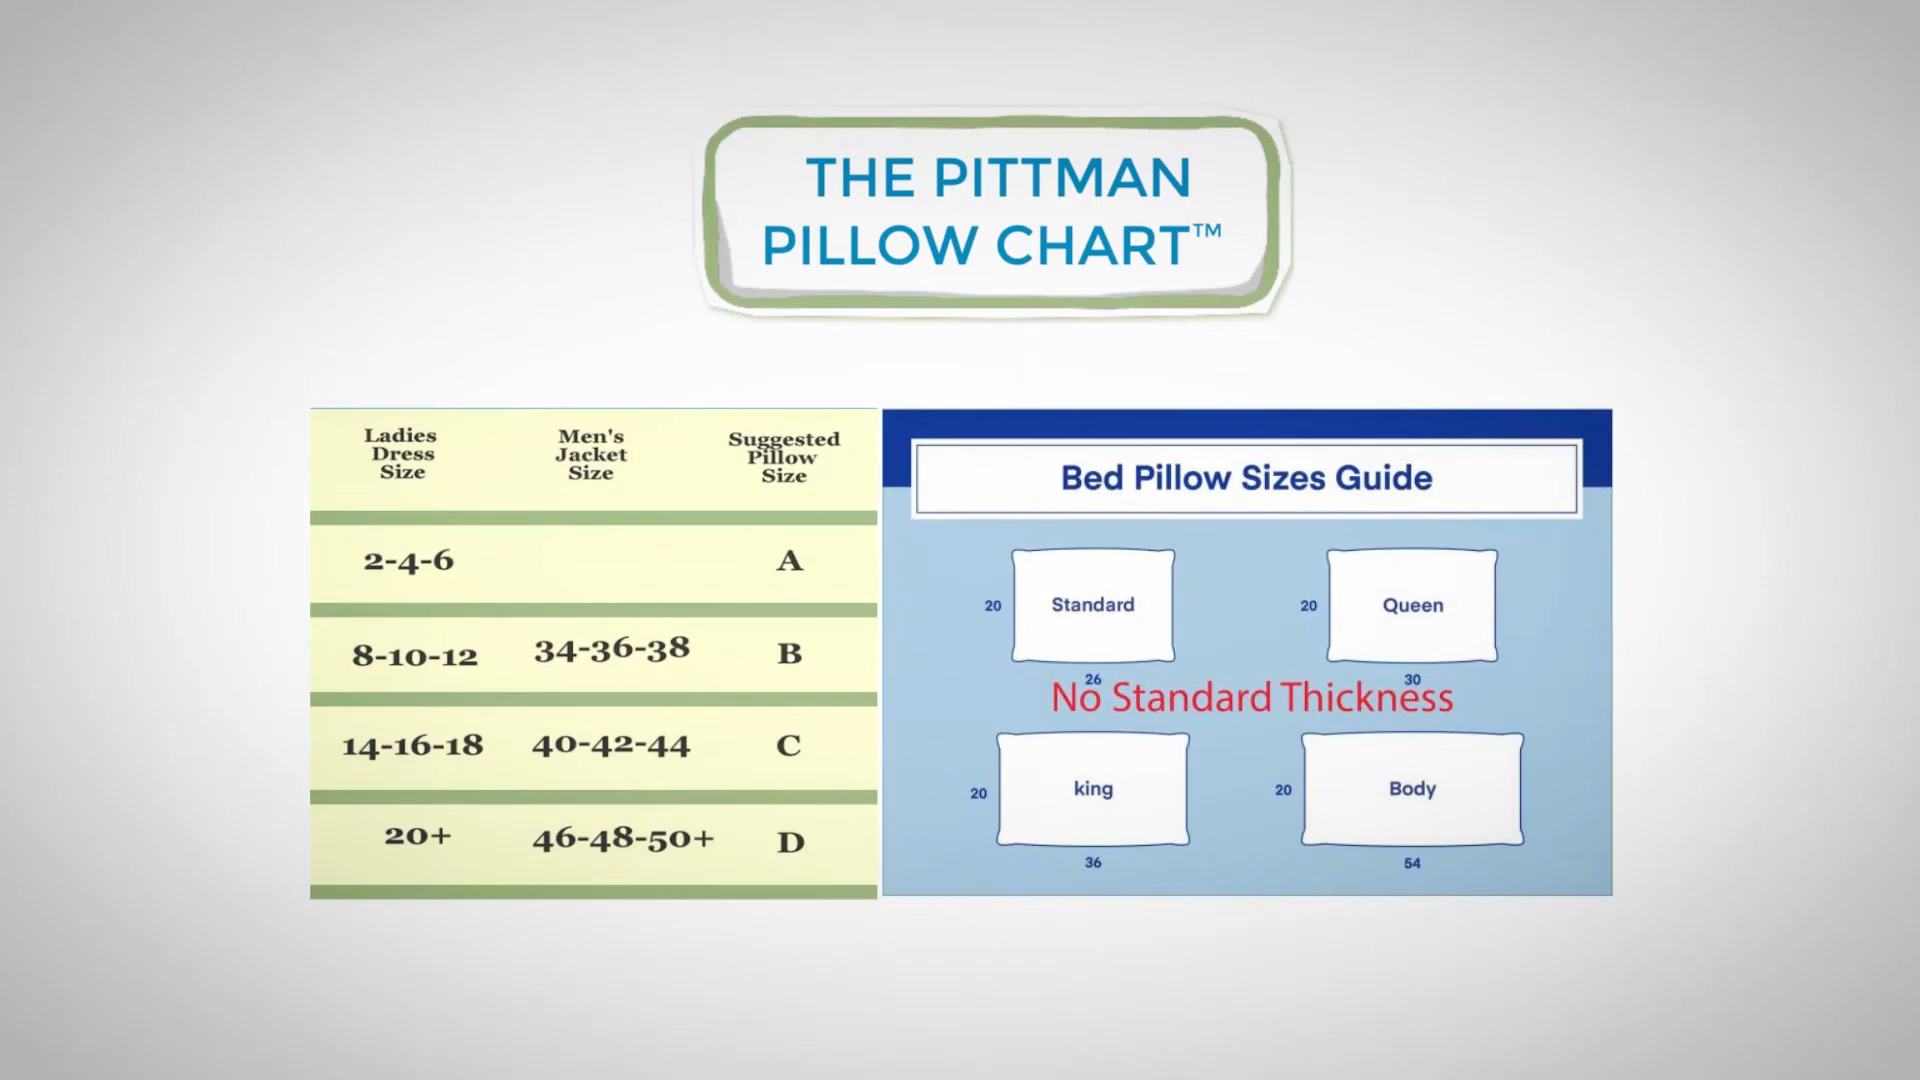 THE PITTMAN
PILLOW CHART™
Ladies
Dress
Size
Men's
Jacket
Size
Suggested
Pillow
Size
2-4-6
A
8-10-12
34-36-38
B
14-16-18
40-42-44
C
20+
46-48-50+
D
Bed Pillow Sizes Guide
20
Standard
26
20
Queen
30
No Standard Thickness
20
king
36
20
Body
54